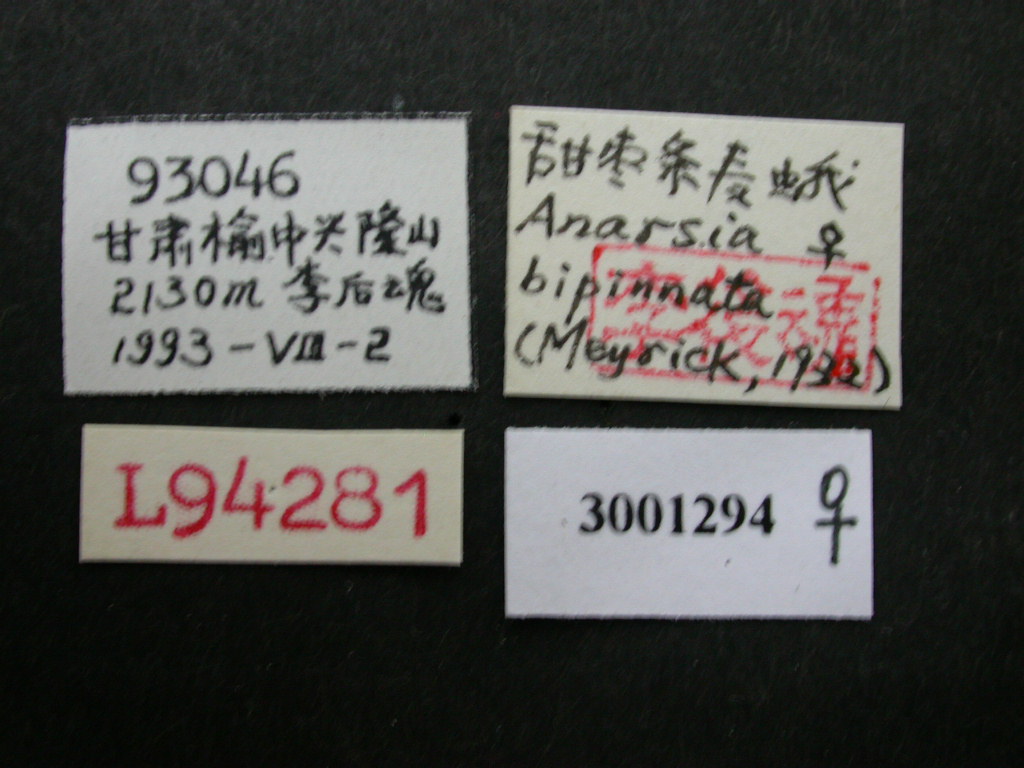 93046
甘肃榆中兴隆山
2130m 李后魂
1993-VIII-2
甜枣条麦蛾
Anarsia ♀
bipinnata
(Meyrick, 1932)
L94281
3001294 ♀